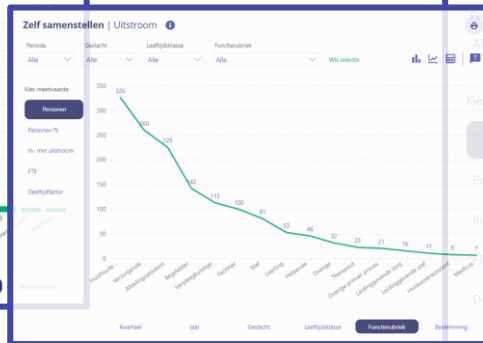 Zelf samenstellen | Uitstroom
Periode Geslacht Leeftijdsklasse Functierubriek
Alle Alle Alle Alle Wis selectie
Kies meetwaarde
Personen
Personen %
In- min uitstroom
FTE
Deeltijdfactor
350
300
250
200
150
100
50
0
326
260
225
142
113
100
81
53
46
32
23
21
16
11
8
7
Huishoude...
Verzorgende
Afdelingsassistent
Begeleider
Verpleegkundige
Facilitair
Staf
Leerling
Helpende
Overige
Therapeut
Overige primair proces
Leidinggevende zorg
Leidinggevende staf
Huiskamerassistent
Medicus...
Kwartaal Jaar Geslacht Leeftijdsklasse Functierubriek Bestemming